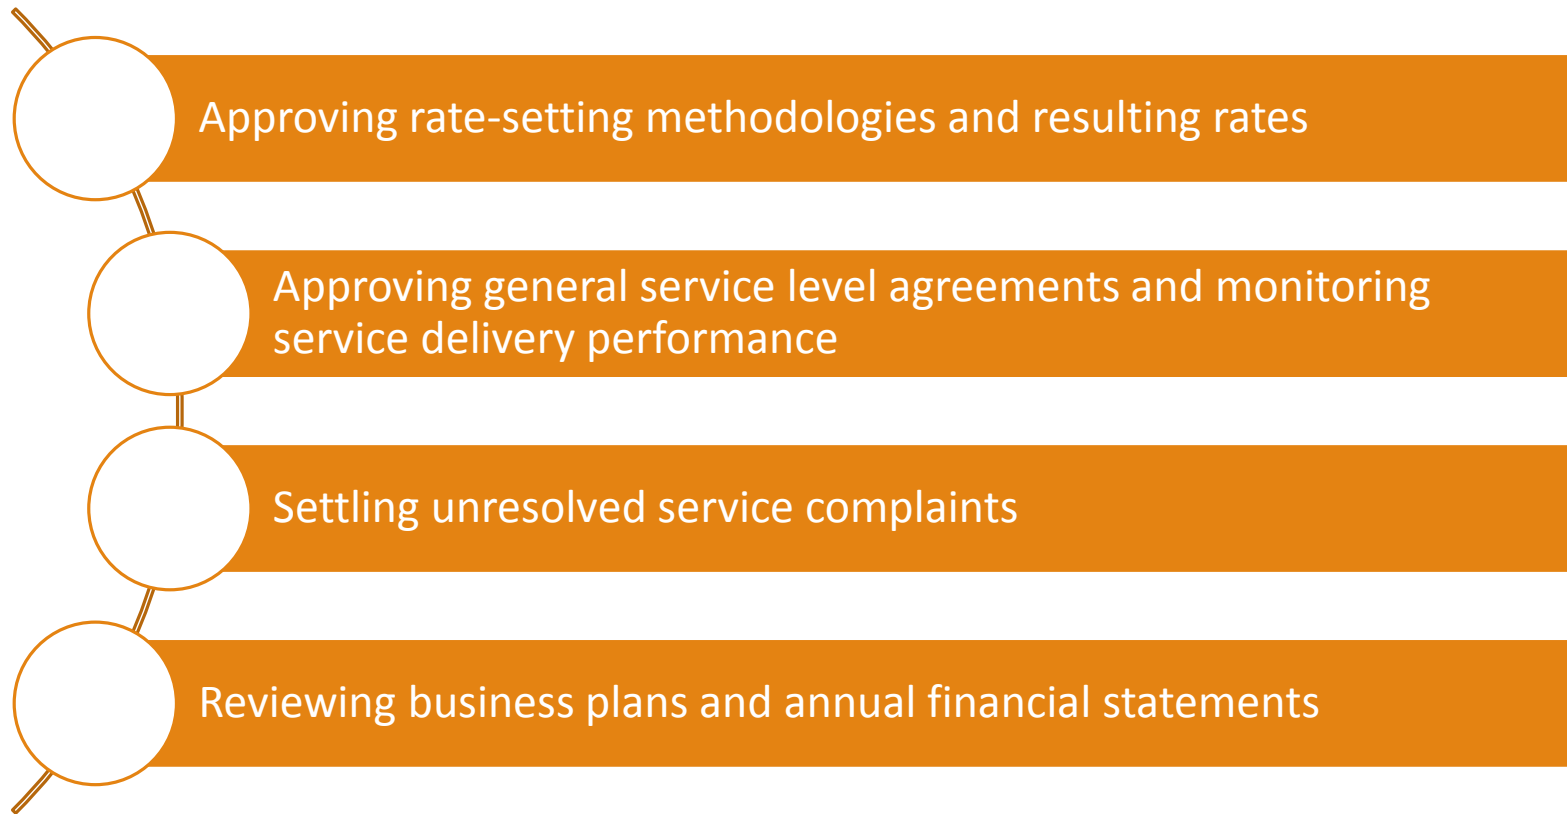 Approving rate-setting methodologies and resulting rates
Approving general service level agreements and monitoring
service delivery performance
Settling unresolved service complaints
Reviewing business plans and annual financial statements